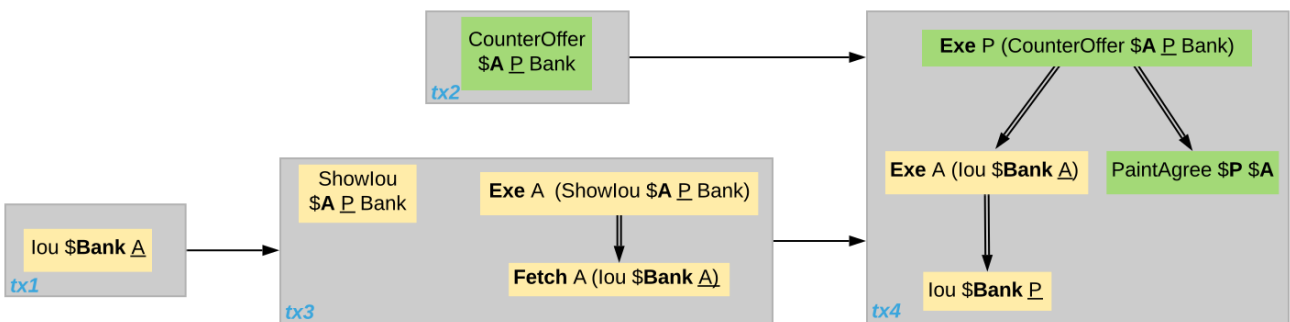 CounterOffer
$A P Bank
tx2
Exe P (CounterOffer $A P Bank)
Exe A (Iou $Bank A)
PaintAgree $P $A
Iou $Bank P
tx4
ShowIou
$A P Bank
Exe A (ShowIou $A P Bank)
Fetch A (Iou $Bank A)
tx3
Iou $Bank A
tx1